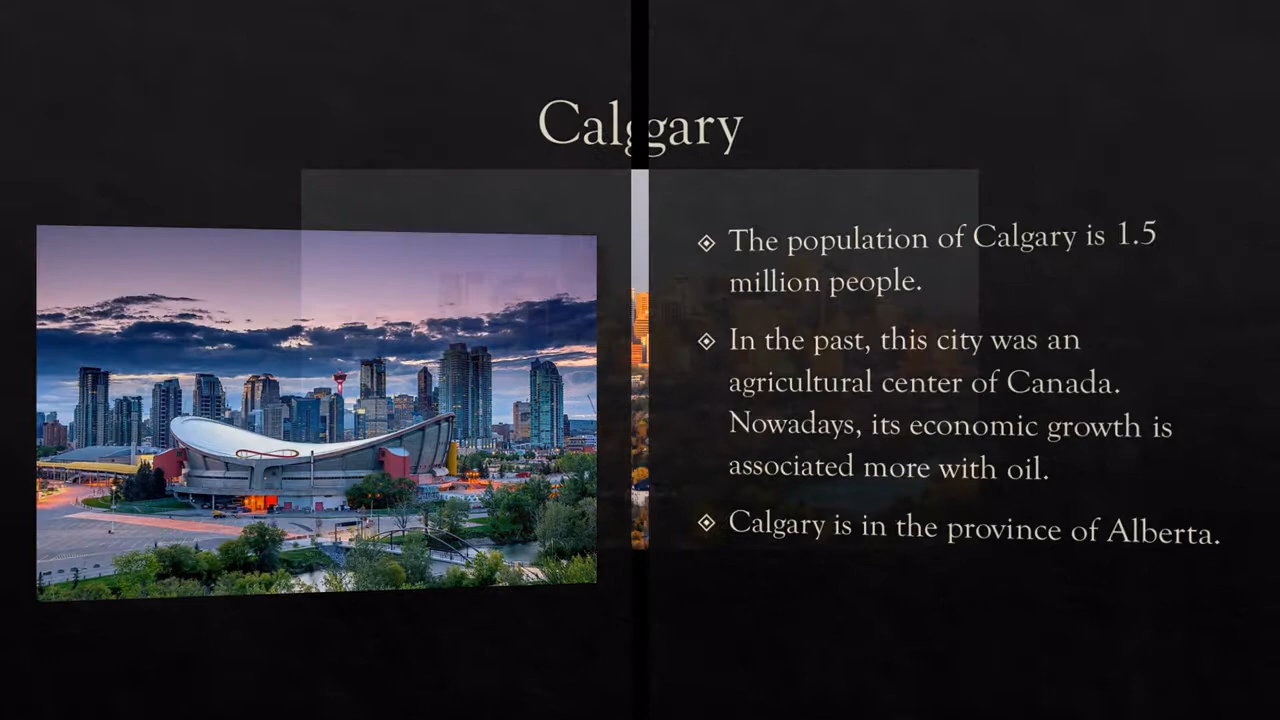 Calggary
The population of Calgary is 1.5
million people.
In the past, this city was an
agricultural center of Canada.
Nowadays, its economic growth is
associated more with oil.
Calgary is in the province of Alberta.